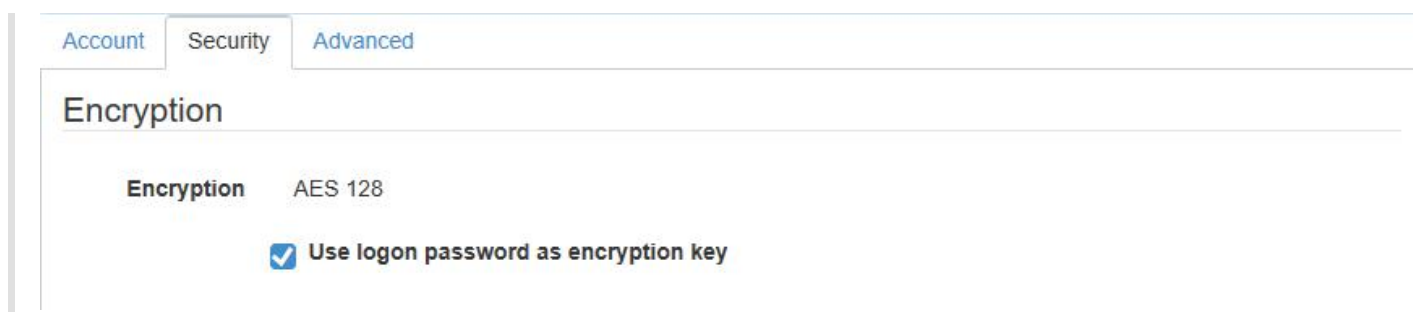 Account Security Advanced
Encryption
Encryption AES 128
Use logon password as encryption key